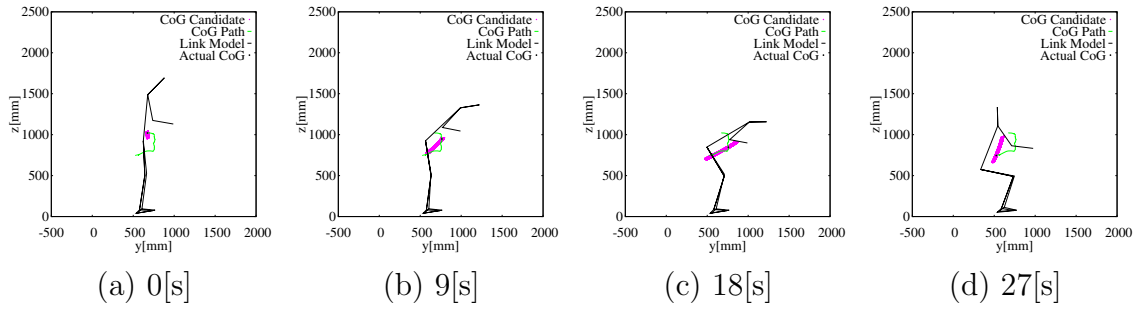 2500
2000
1500
1000
500
0
z[mm]
-500 0 500 1000 1500 2000
y[mm]
CoG Candidate
CoG Path
Link Model
Actual CoG
(a) 0[s]
2500
2000
1500
1000
500
0
z[mm]
-500 0 500 1000 1500 2000
y[mm]
CoG Candidate
CoG Path
Link Model
Actual CoG
(b) 9[s]
2500
2000
1500
1000
500
0
z[mm]
-500 0 500 1000 1500 2000
y[mm]
CoG Candidate
CoG Path
Link Model
Actual CoG
(c) 18[s]
2500
2000
1500
1000
500
0
z[mm]
-500 0 500 1000 1500 2000
y[mm]
CoG Candidate
CoG Path
Link Model
Actual CoG
(d) 27[s]